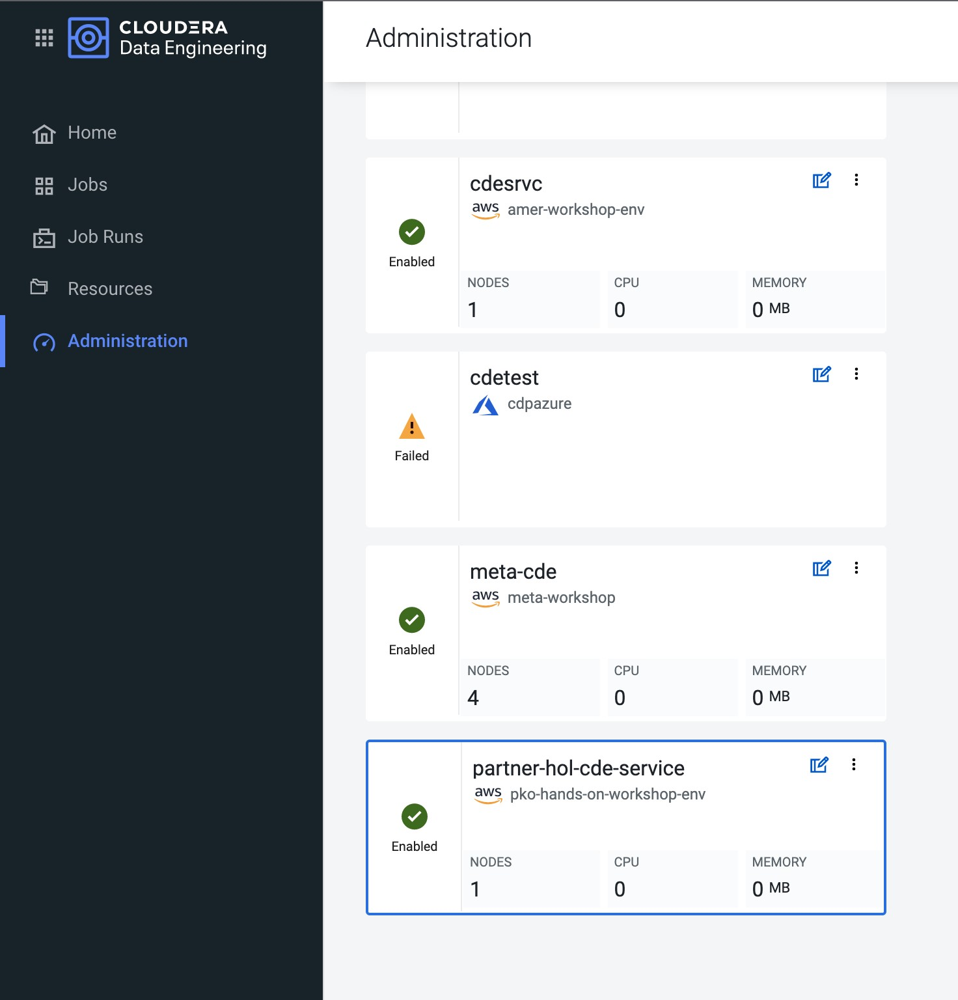 CLOUDERA
Data Engineering
Home
Jobs
Job Runs
Resources
Administration
Administration
cdesrvc
aws amer-workshop-env
Enabled
NODES CPU MEMORY
1 0 0 MB
cdetest
cdpazure
Failed
meta-cde
aws meta-workshop
Enabled
NODES CPU MEMORY
4 0 0 MB
partner-hol-cde-service
aws pko-hands-on-workshop-env
Enabled
NODES CPU MEMORY
1 0 0 MB